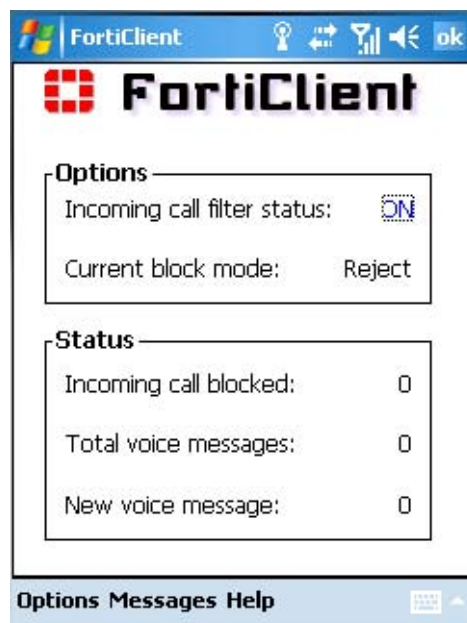 FortiClient ok
FortiClient
Options
Incoming call filter status: ON
Current block mode: Reject
Status
Incoming call blocked: 0
Total voice messages: 0
New voice message: 0
Options Messages Help